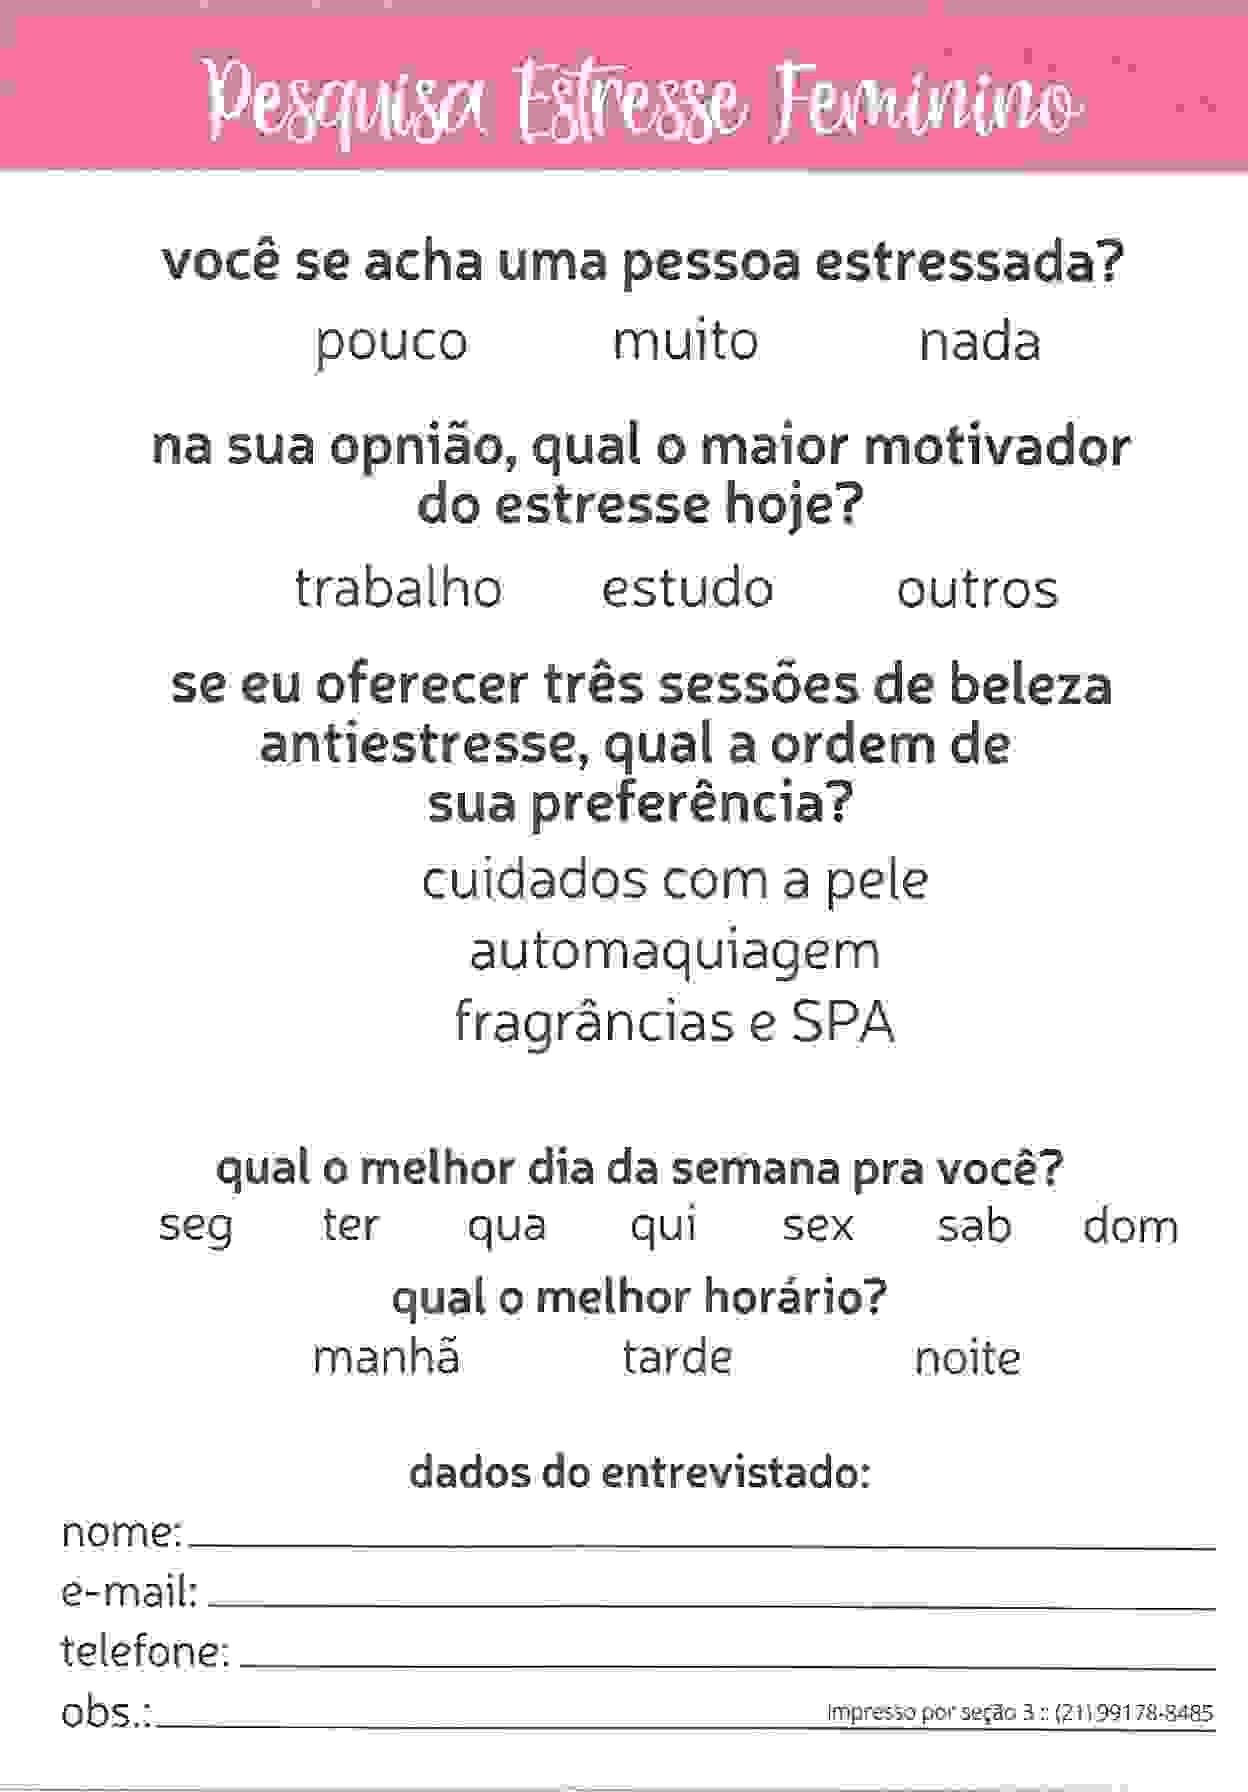 Pesquisa Estresse Feminino
você se acha uma pessoa estressada?
pouco muito nada
na sua opnião, qual o maior motivador
do estresse hoje?
trabalho estudo outros
se eu oferecer três sessões de beleza
antiestresse, qual a ordem de
sua preferência?
cuidados com a pele
automaquiagem
fragrâncias e SPA
qual o melhor dia da semana pra você?
seg ter qua qui sex sab dom
qual o melhor horário?
manhã tarde noite
dados do entrevistado:
nome:
e-mail:
telefone:
obs.:
Impresso por seção 3 :: (21) 99178-8485